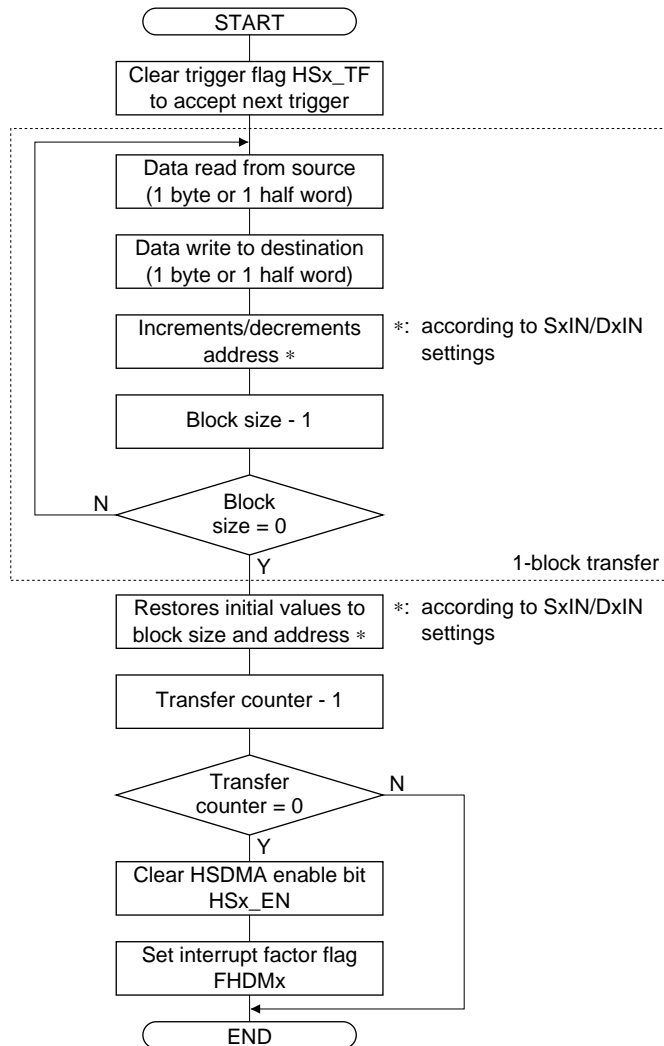 START
Clear trigger flag HSx_TF
to accept next trigger
Data read from source
(1 byte or 1 half word)
Data write to destination
(1 byte or 1 half word)
Increments/decrements
address ∗
∗: according to SxIN/DxIN
settings
Block size - 1
N
Block
size = 0
Y
1-block transfer
Restores initial values to
block size and address ∗
∗: according to SxIN/DxIN
settings
Transfer counter - 1
Transfer
counter = 0
N
Y
Clear HSDMA enable bit
HSx_EN
Set interrupt factor flag
FHDMx
END